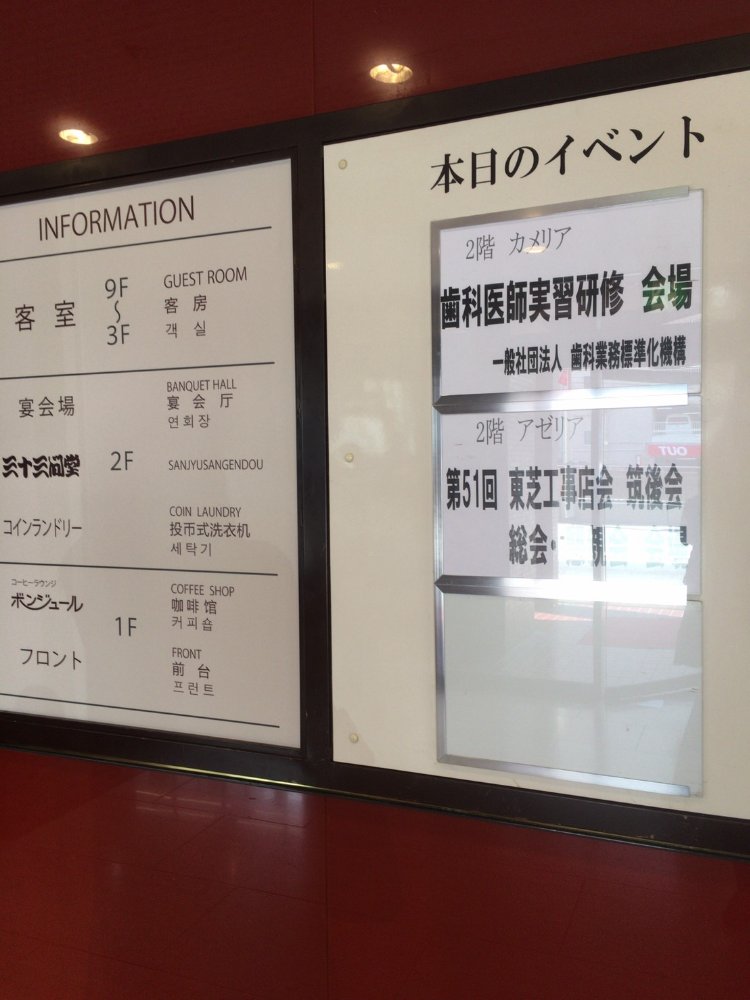 INFORMATION
客室 9F〜3F GUEST ROOM
客房
객실
宴会場 BANQUET HALL
宴会厅
연회장
三十三間堂 2F SANJYUSANGENDOU
コインランドリー COIN LAUNDRY
投币式洗衣机
세탁기
コーヒーラウンジ
ボンジュール COFFEE SHOP
咖啡馆
커피숍
1F
フロント FRONT
前台
프런트
本日のイベント
2階 カメリア
歯科医師実習研修 会場
一般社団法人 歯科業務標準化機構
2階 アゼリア
第51回 東芝工事店会 筑後会
総会・
OUT